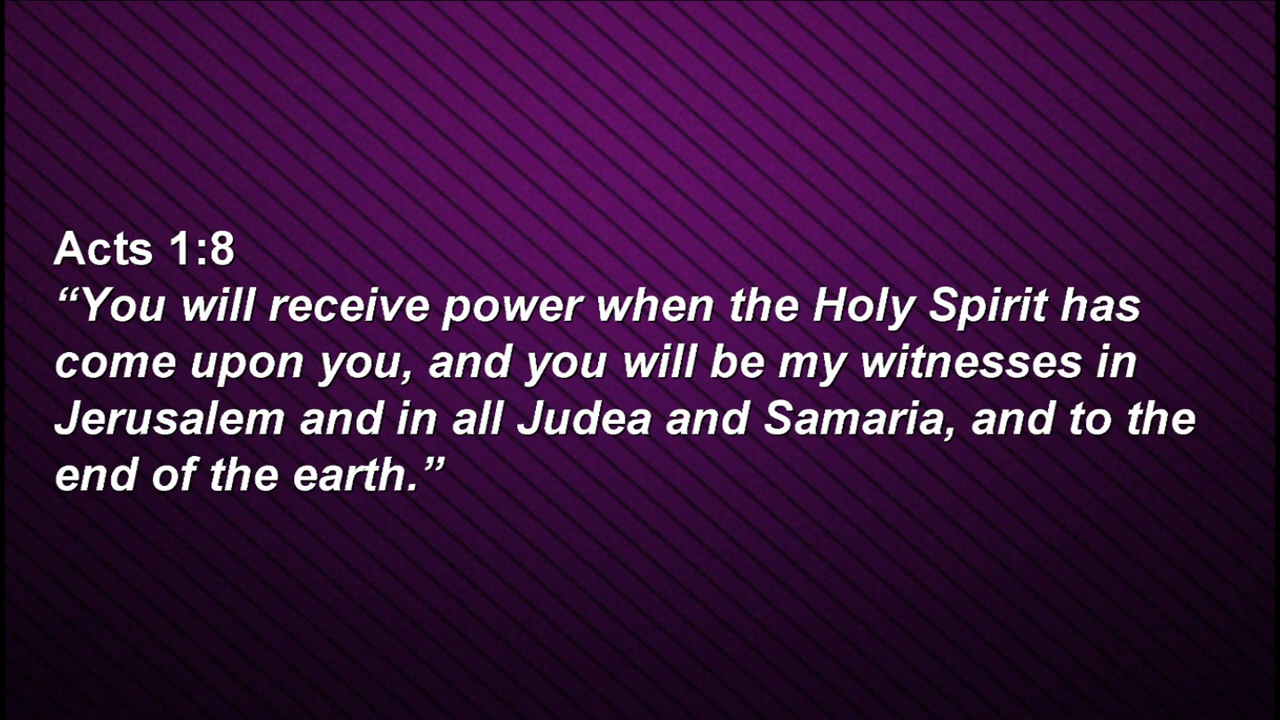 Acts 1:8
“You will receive power when the Holy Spirit has
come upon you, and you will be my witnesses in
Jerusalem and in all Judea and Samaria, and to the
end of the earth.”